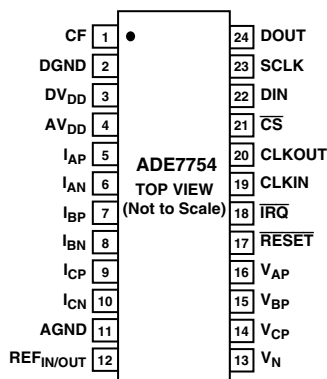 CF 1 24 DOUT
DGND 2 23 SCLK
DVDD 3 22 DIN
AVDD 4 21 CS
IAP 5 20 CLKOUT
IAN 6 19 CLKIN
IBP 7 18 IRQ
IBN 8 17 RESET
ICP 9 16 VAP
ICN 10 15 VBP
AGND 11 14 VCP
REFIN/OUT 12 13 VN
ADE7754
TOP VIEW
(Not to Scale)